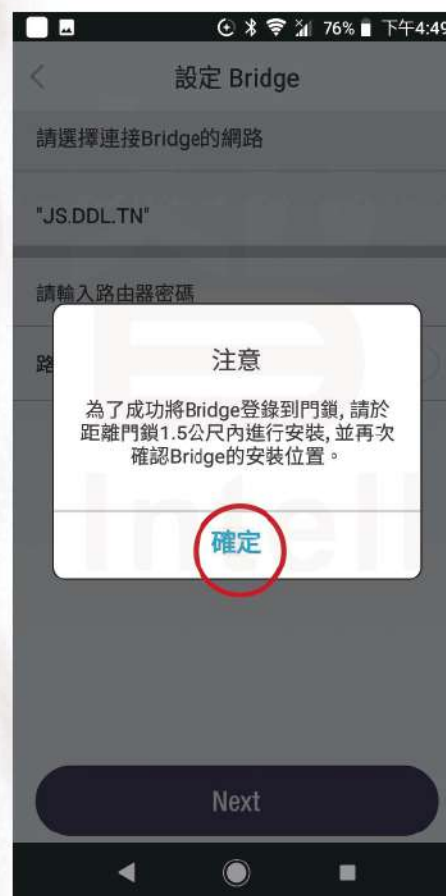 76% 下午4:49
設定 Bridge
請選擇連接Bridge的網路
"JS.DDL.TN"
請輸入路由器密碼
路
注意
為了成功將Bridge登錄到門鎖, 請於
距離門鎖1.5公尺內進行安裝, 並再次
確認Bridge的安裝位置。
確定
Intell
Next